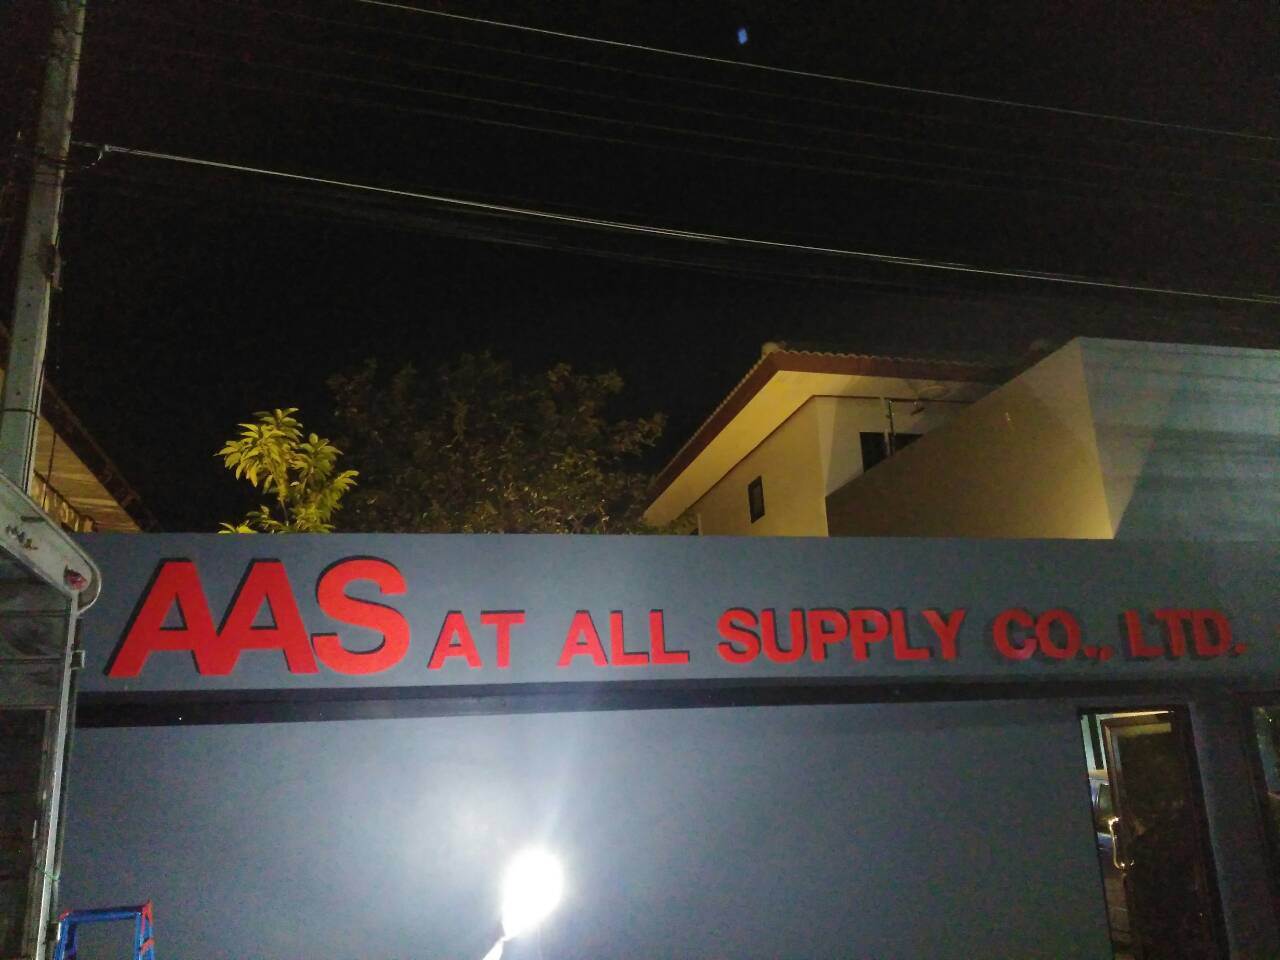 AAS AT ALL SUPPLY CO., LTD.